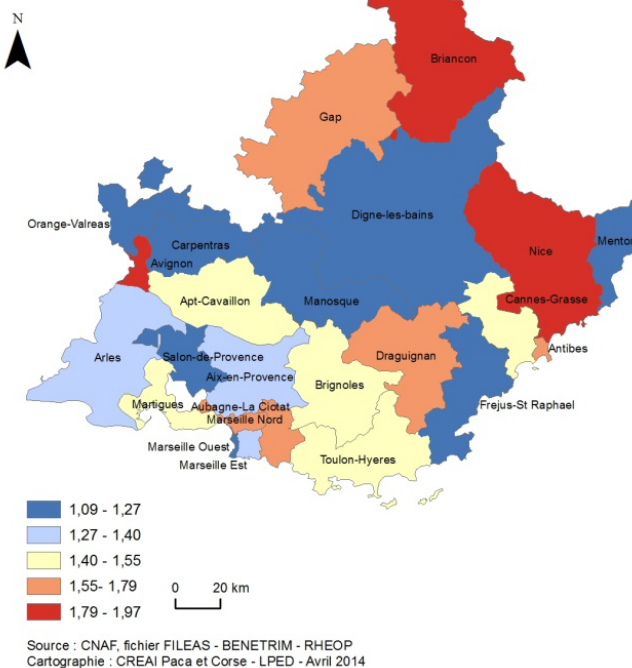 N
Briancon
Gap
Digne-les-bains
Orange-Valreas
Carpentras
Nice
Menton
Avignon
Apt-Cavaillon
Manosque
Cannes-Grasse
Arles
Salon-de-Provence
Draguignan
Antibes
Aix-en-Provence
Brignoles
Martigues
Aubagne-La Ciotat
Frejus-St Raphael
Marseille Nord
Marseille Ouest
Toulon-Hyeres
Marseille Est
1,09 - 1,27
1,27 - 1,40
1,40 - 1,55
1,55- 1,79
1,79 - 1,97
0 20 km
Source : CNAF, fichier FILEAS - BENETRIM - RHEOP
Cartographie : CREAI Paca et Corse - LPED - Avril 2014